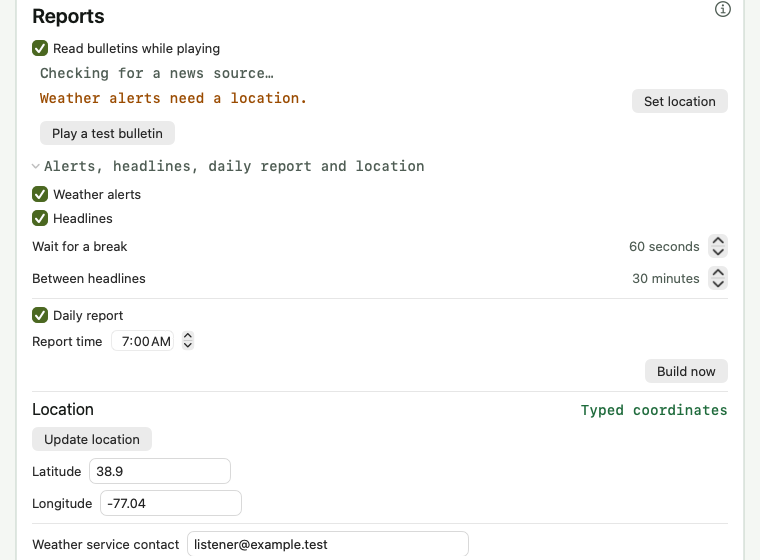 Reports
Read bulletins while playing
Checking for a news source…
Weather alerts need a location.
Set location
Play a test bulletin
Alerts, headlines, daily report and location
Weather alerts
Headlines
Wait for a break 60 seconds
Between headlines 30 minutes
Daily report
Report time 7:00 AM
Build now
Location Typed coordinates
Update location
Latitude 38.9
Longitude -77.04
Weather service contact listener@example.test